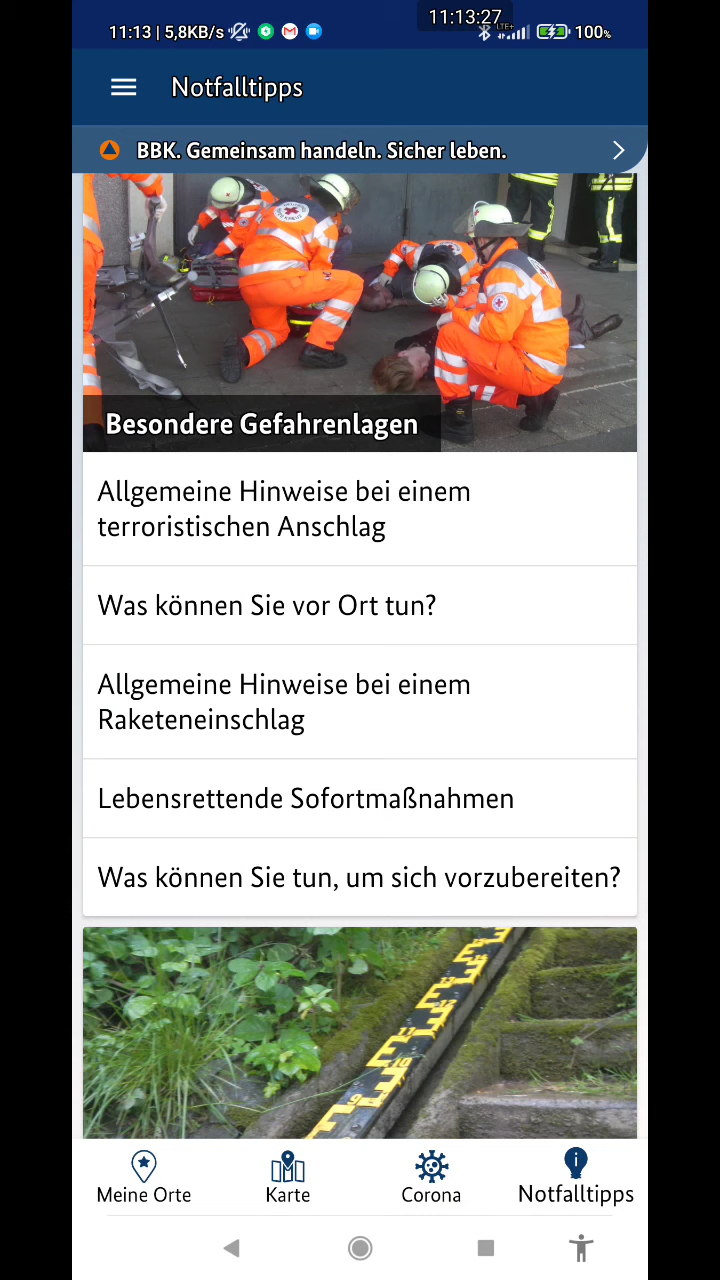 11:13:27
11:13 | 5,8KB/s LTE+ 100%
Notfalltipps
BBK. Gemeinsam handeln. Sicher leben.
Besondere Gefahrenlagen
Allgemeine Hinweise bei einem
terroristischen Anschlag
Was können Sie vor Ort tun?
Allgemeine Hinweise bei einem
Raketeneinschlag
Lebensrettende Sofortmaßnahmen
Was können Sie tun, um sich vorzubereiten?
Meine Orte Karte Corona Notfalltipps